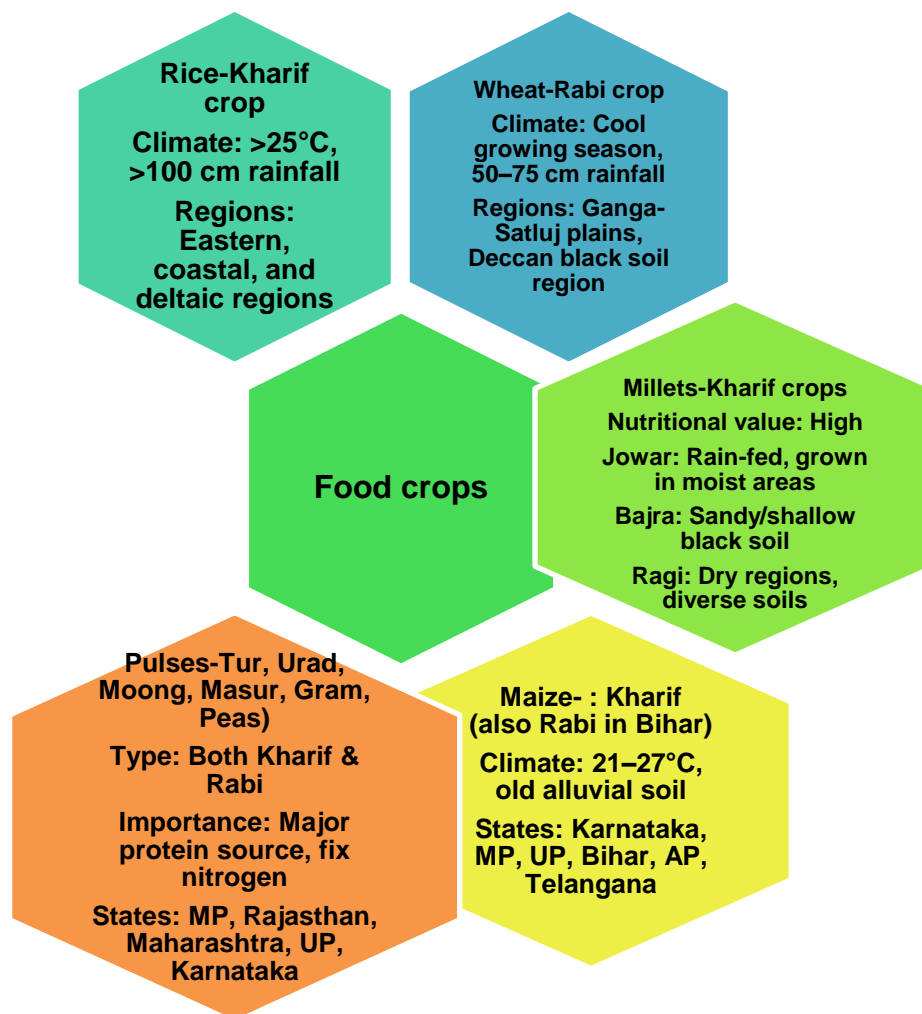 Rice-Kharif
crop
Climate: >25°C,
>100 cm rainfall
Regions:
Eastern,
coastal, and
deltaic regions
Wheat-Rabi crop
Climate: Cool
growing season,
50–75 cm rainfall
Regions: Ganga-
Satluj plains,
Deccan black soil
region
Millets-Kharif crops
Nutritional value: High
Jowar: Rain-fed, grown
in moist areas
Bajra: Sandy/shallow
black soil
Ragi: Dry regions,
diverse soils
Food crops
Pulses-Tur, Urad,
Moong, Masur, Gram,
Peas)
Type: Both Kharif &
Rabi
Importance: Major
protein source, fix
nitrogen
States: MP, Rajasthan,
Maharashtra, UP,
Karnataka
Maize- : Kharif
(also Rabi in Bihar)
Climate: 21–27°C,
old alluvial soil
States: Karnataka,
MP, UP, Bihar, AP,
Telangana